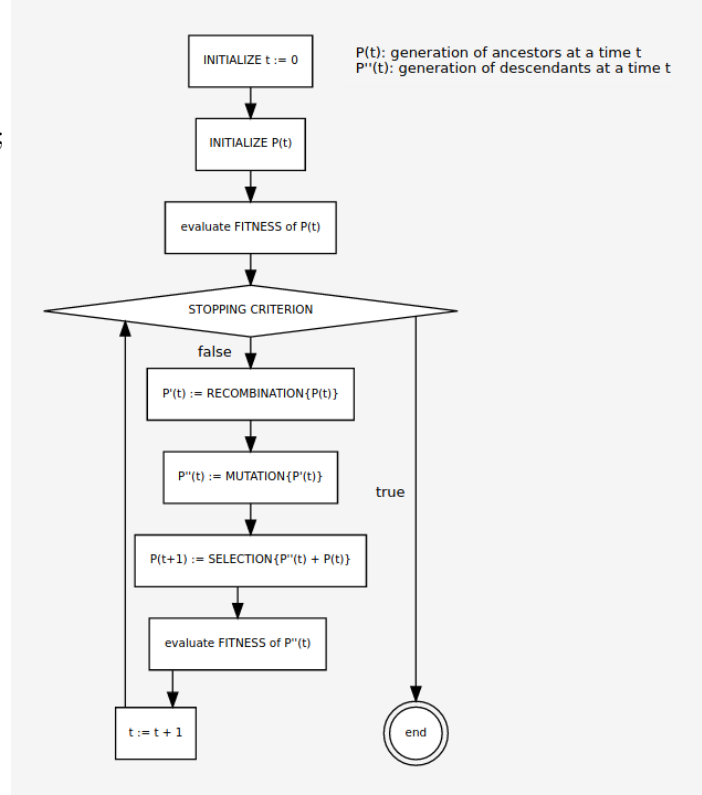 INITIALIZE t := 0
P(t): generation of ancestors at a time t
P''(t): generation of descendants at a time t
;
INITIALIZE P(t)
evaluate FITNESS of P(t)
STOPPING CRITERION
false
P'(t) := RECOMBINATION{P(t)}
P''(t) := MUTATION{P'(t)}
true
P(t+1) := SELECTION{P''(t) + P(t)}
evaluate FITNESS of P''(t)
t := t + 1
end